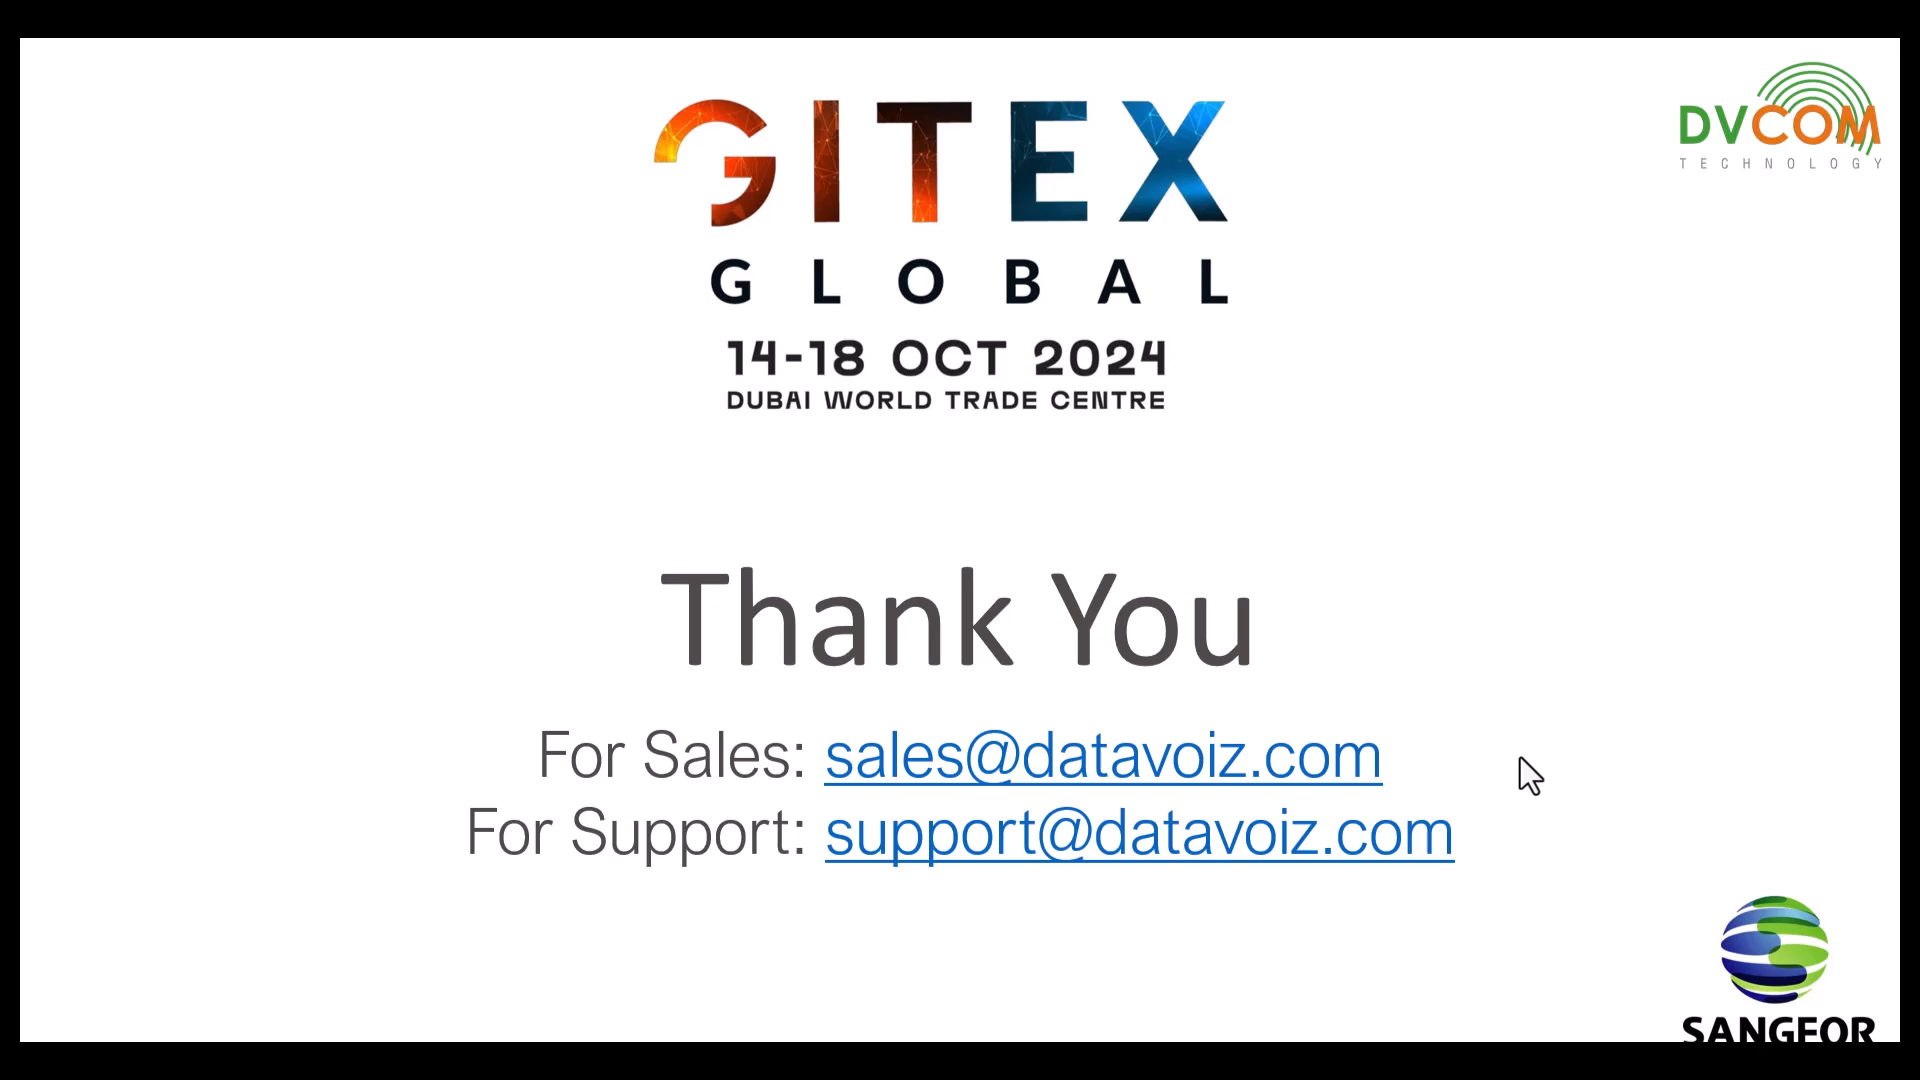 GITEX
GLOBAL
14-18 OCT 2024
DUBAI WORLD TRADE CENTRE
DVCOM
TECHNOLOGY
Thank You
For Sales: sales@datavoiz.com
For Support: support@datavoiz.com
SANGFOR